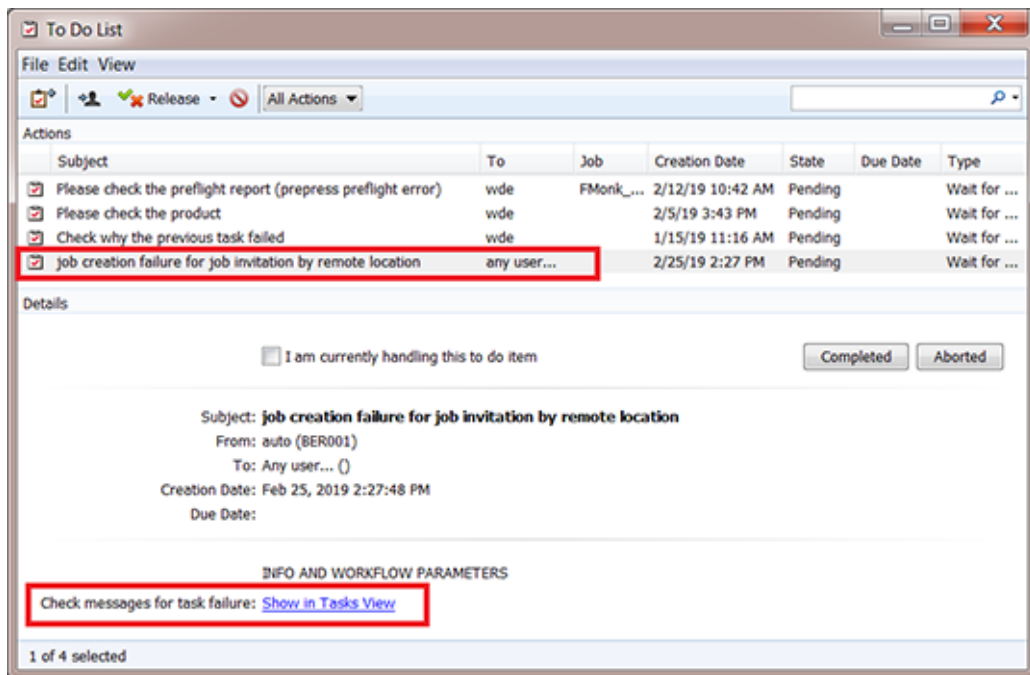 To Do List
File Edit View
Release All Actions
Actions
Subject To Job Creation Date State Due Date Type
Please check the preflight report (prepress preflight error) wde FMonk_... 2/12/19 10:42 AM Pending Wait for ...
Please check the product wde 2/5/19 3:43 PM Pending Wait for ...
Check why the previous task failed wde 1/15/19 11:16 AM Pending Wait for ...
job creation failure for job invitation by remote location any user... 2/25/19 2:27 PM Pending Wait for ...
Details
I am currently handling this to do item Completed Aborted
Subject: job creation failure for job invitation by remote location
From: auto (BER001)
To: Any user... ()
Creation Date: Feb 25, 2019 2:27:48 PM
Due Date:
INFO AND WORKFLOW PARAMETERS
Check messages for task failure: Show in Tasks View
1 of 4 selected